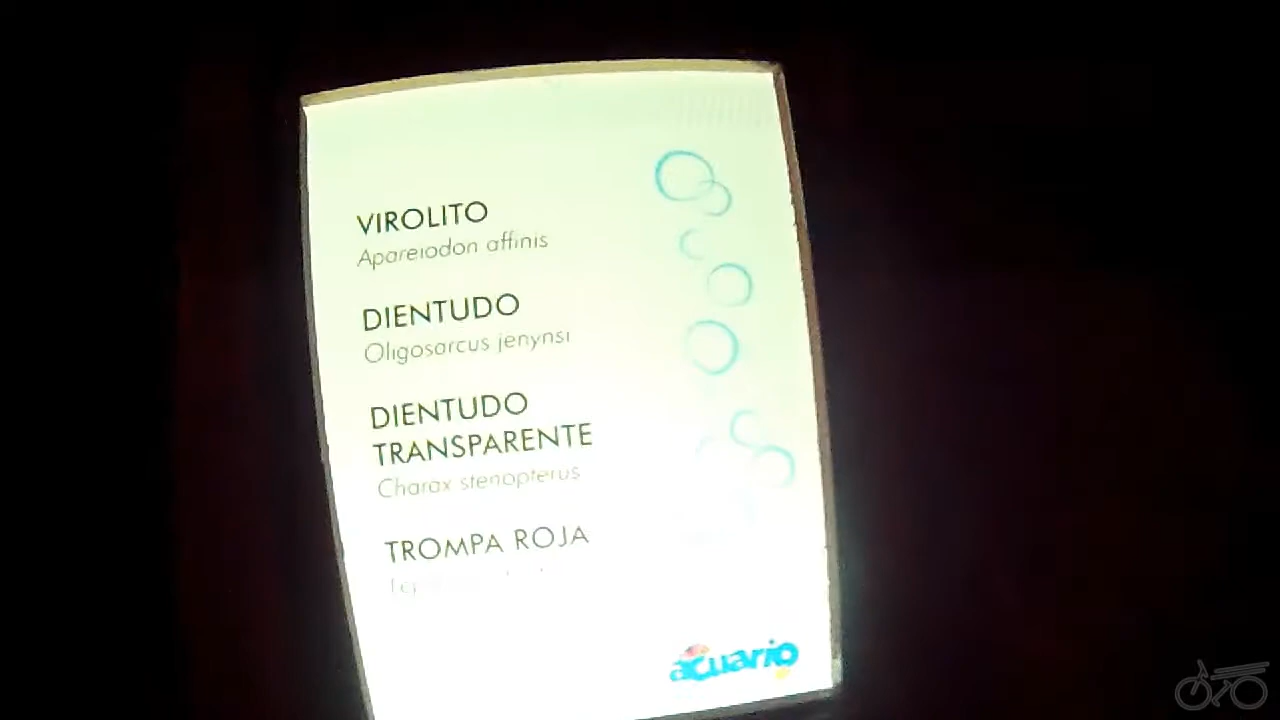 VIROLITO
Apareiodon affinis
DIENTUDO
Oligosarcus jenynsi
DIENTUDO
TRANSPARENTE
Charax stenopterus
TROMPA ROJA
acuario